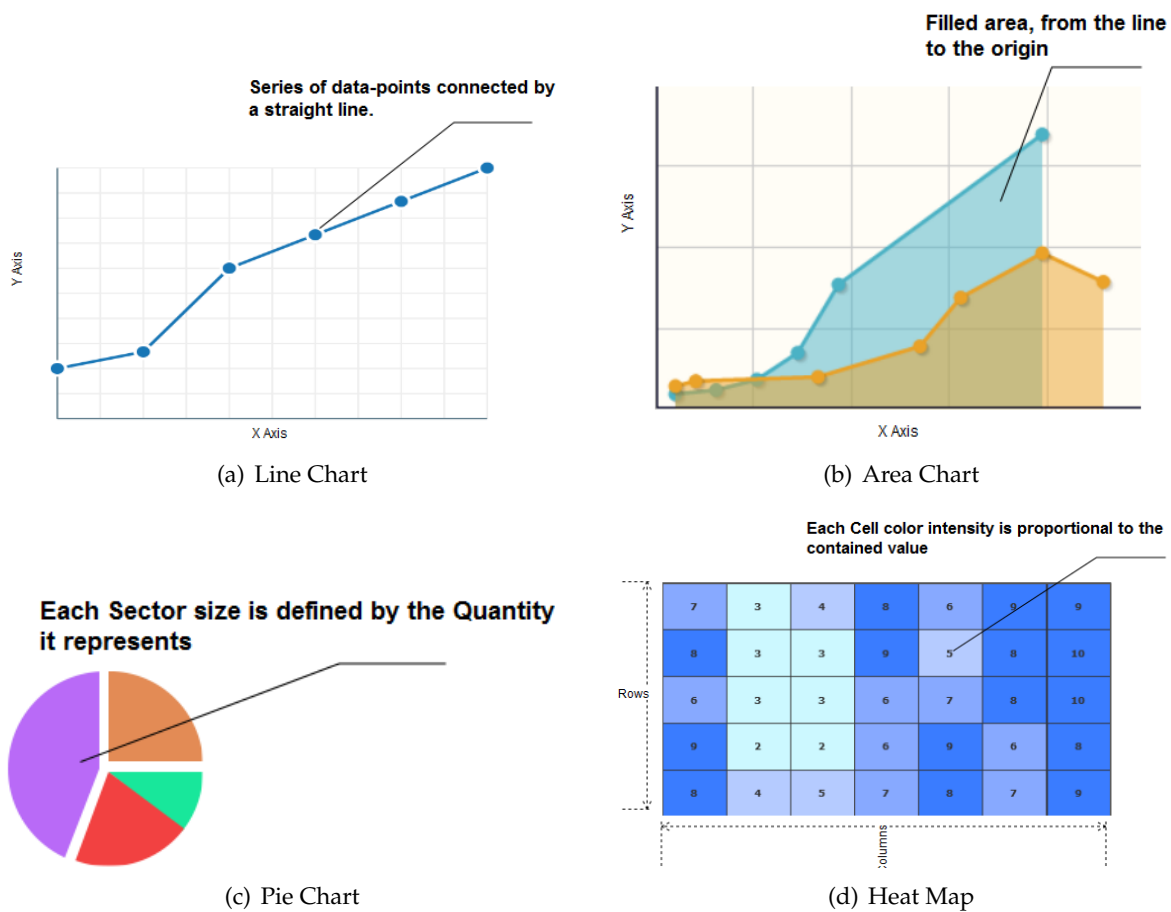 Series of data-points connected by
a straight line.
Y Axis
X Axis
(a) Line Chart
Filled area, from the line
to the origin
Y Axis
X Axis
(b) Area Chart
Each Sector size is defined by the Quantity
it represents
(c) Pie Chart
Each Cell color intensity is proportional to the
contained value
Rows
7 3 4 8 6 9 9
8 3 3 9 5 8 10
6 3 3 6 7 8 10
9 2 2 6 9 6 8
8 4 5 7 8 7 9
Columns
(d) Heat Map